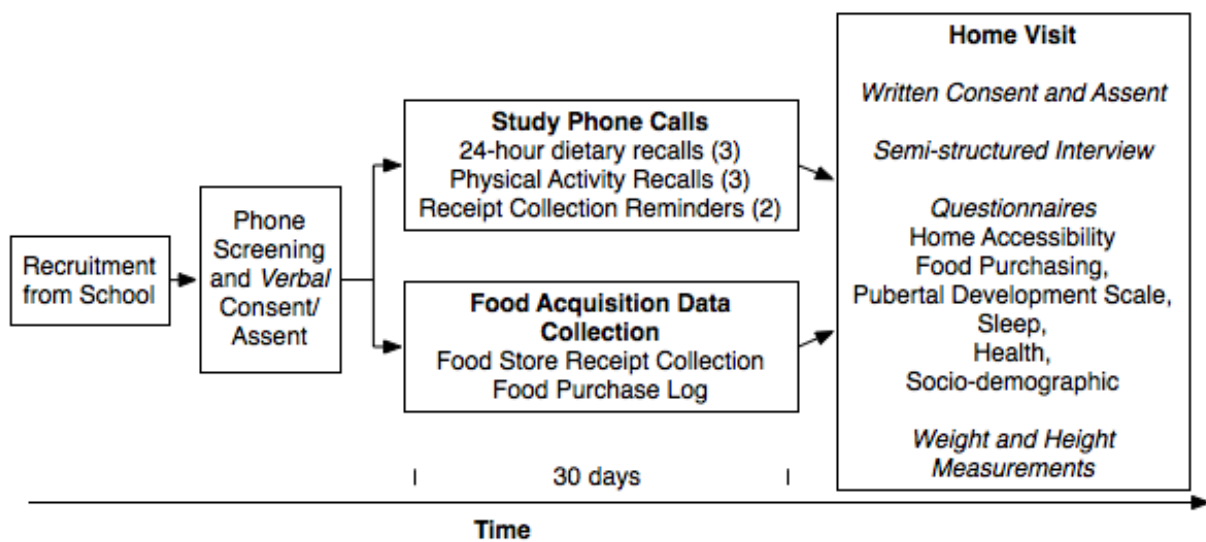 Recruitment
from School
Phone
Screening
and Verbal
Consent/
Assent
Study Phone Calls
24-hour dietary recalls (3)
Physical Activity Recalls (3)
Receipt Collection Reminders (2)
Food Acquisition Data
Collection
Food Store Receipt Collection
Food Purchase Log
Home Visit
Written Consent and Assent
Semi-structured Interview
Questionnaires
Home Accessibility
Food Purchasing,
Pubertal Development Scale,
Sleep,
Health,
Socio-demographic
Weight and Height
Measurements
30 days
Time